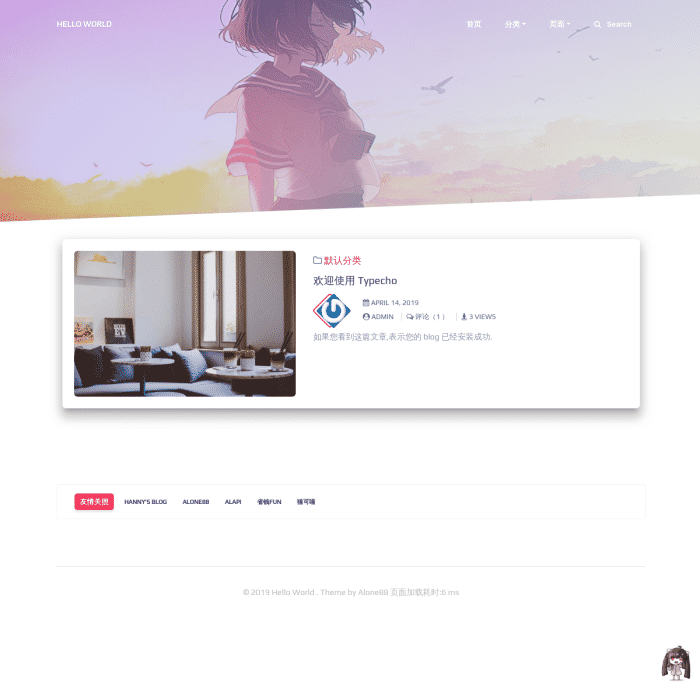 HELLO WORLD
首页 分类 页面 Search
默认分类
欢迎使用 Typecho
APRIL 14, 2019
ADMIN 评论（1 ） 3 VIEWS
如果您看到这篇文章,表示您的 blog 已经安装成功.
友情关照 HANNY'S BLOG ALONE88 ALAPI 省钱FUN 猫可喵
© 2019 Hello World . Theme by Alone88 页面加载耗时:6 ms